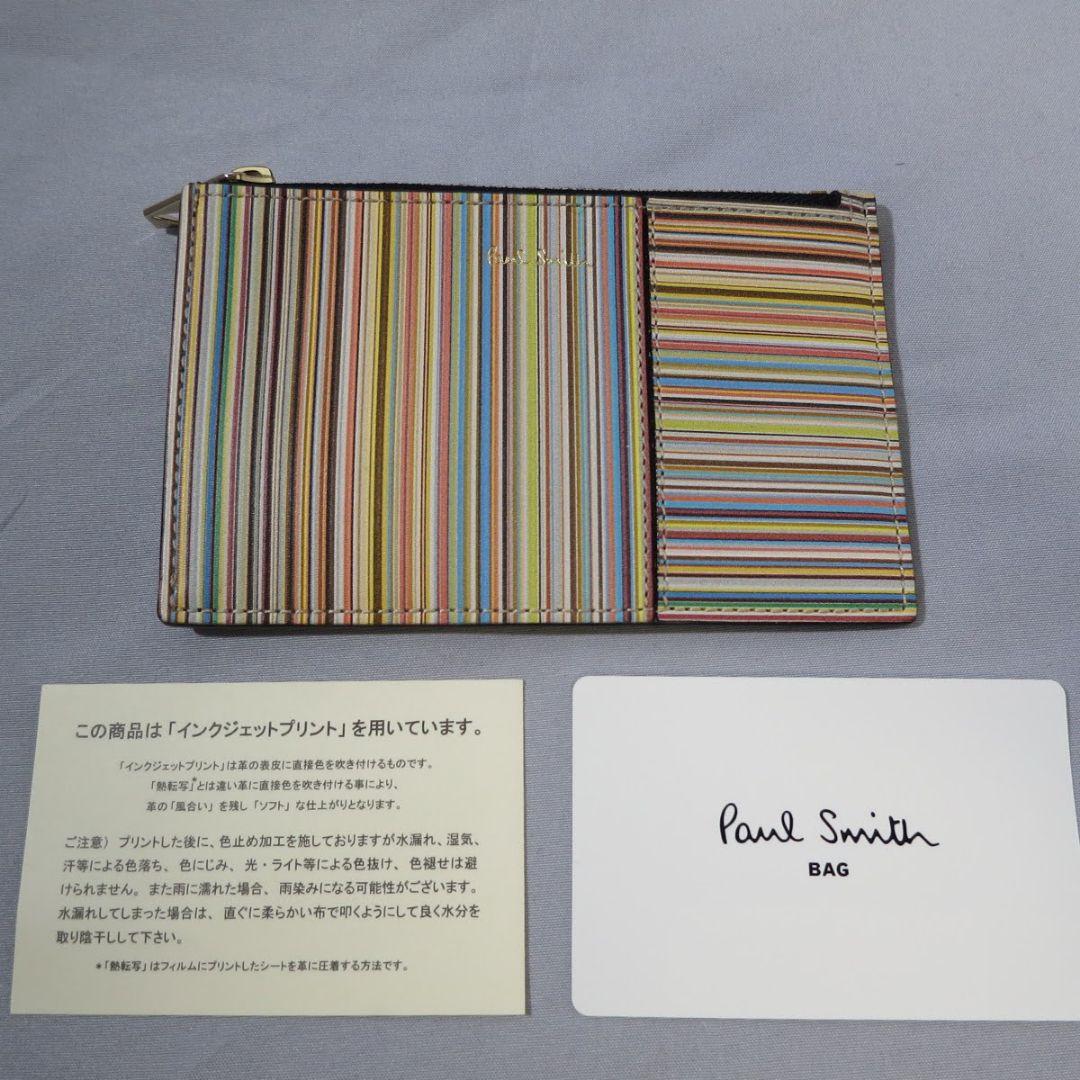 Paul Smith
この商品は「インクジェットプリント」を用いています。
「インクジェットプリント」は革の表皮に直接色を吹き付けるものです。
「熱転写」*とは違い革に直接色を吹き付ける事により、
革の「風合い」を残し「ソフト」な仕上がりとなります。
ご注意）プリントした後に、色止め加工を施しておりますが水漏れ、湿気、
汗等による色落ち、色にじみ、光・ライト等による色抜け、色褪せは避
けられません。また雨に濡れた場合、雨染みになる可能性がございます。
水漏れしてしまった場合は、直ぐに柔らかい布で叩くようにして良く水分を
取り陰干しして下さい。
*「熱転写」はフィルムにプリントしたシートを革に圧着する方法です。
Paul Smith
BAG